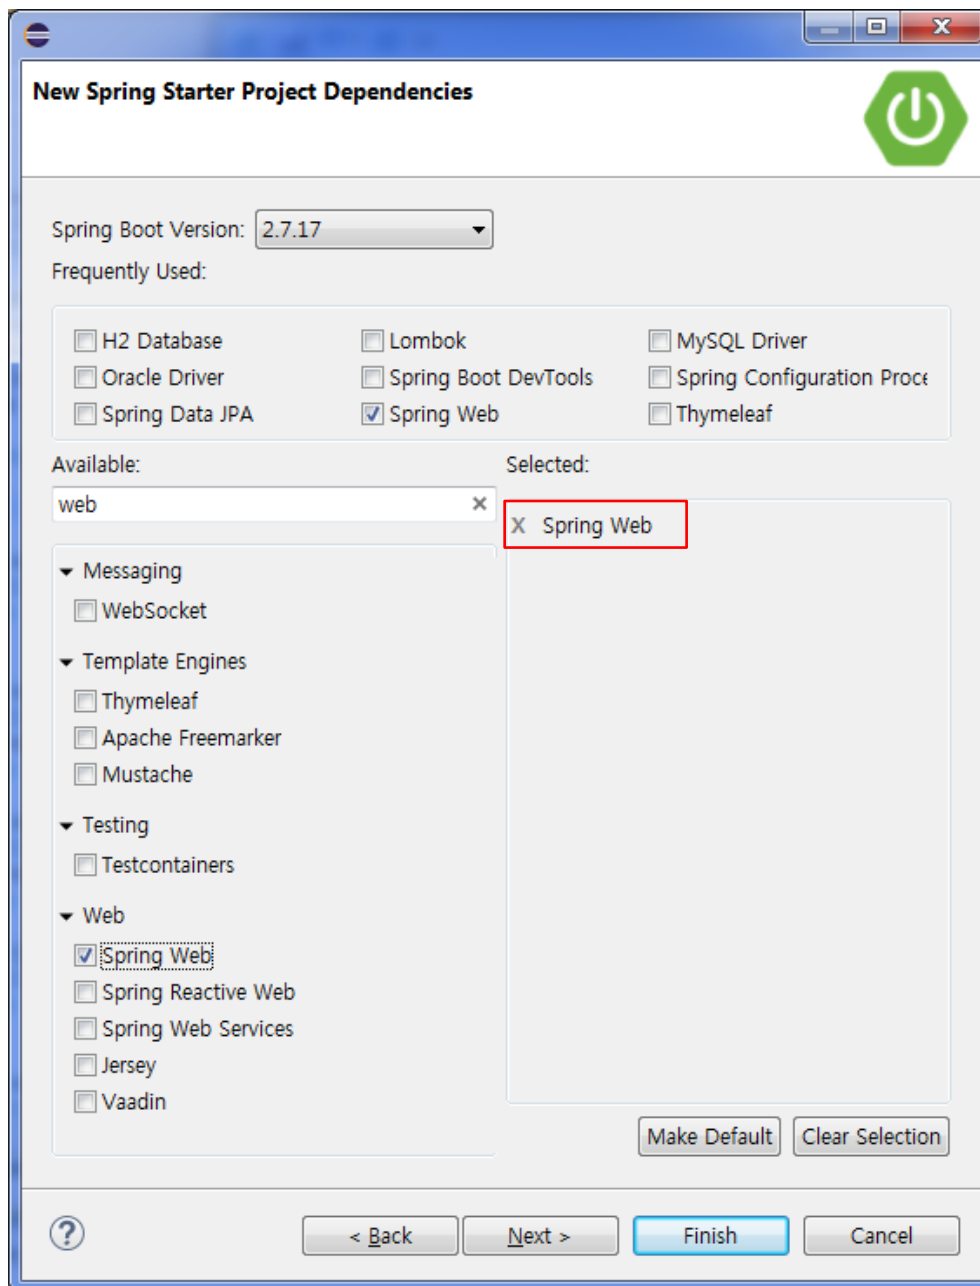 New Spring Starter Project Dependencies
Spring Boot Version: 2.7.17
Frequently Used:
H2 Database Lombok MySQL Driver
Oracle Driver Spring Boot DevTools Spring Configuration Proce
Spring Data JPA Spring Web Thymeleaf
Available: Selected:
web
X Spring Web
Messaging
WebSocket
Template Engines
Thymeleaf
Apache Freemarker
Mustache
Testing
Testcontainers
Web
Spring Web
Spring Reactive Web
Spring Web Services
Jersey
Vaadin
Make Default Clear Selection
? < Back Next > Finish Cancel